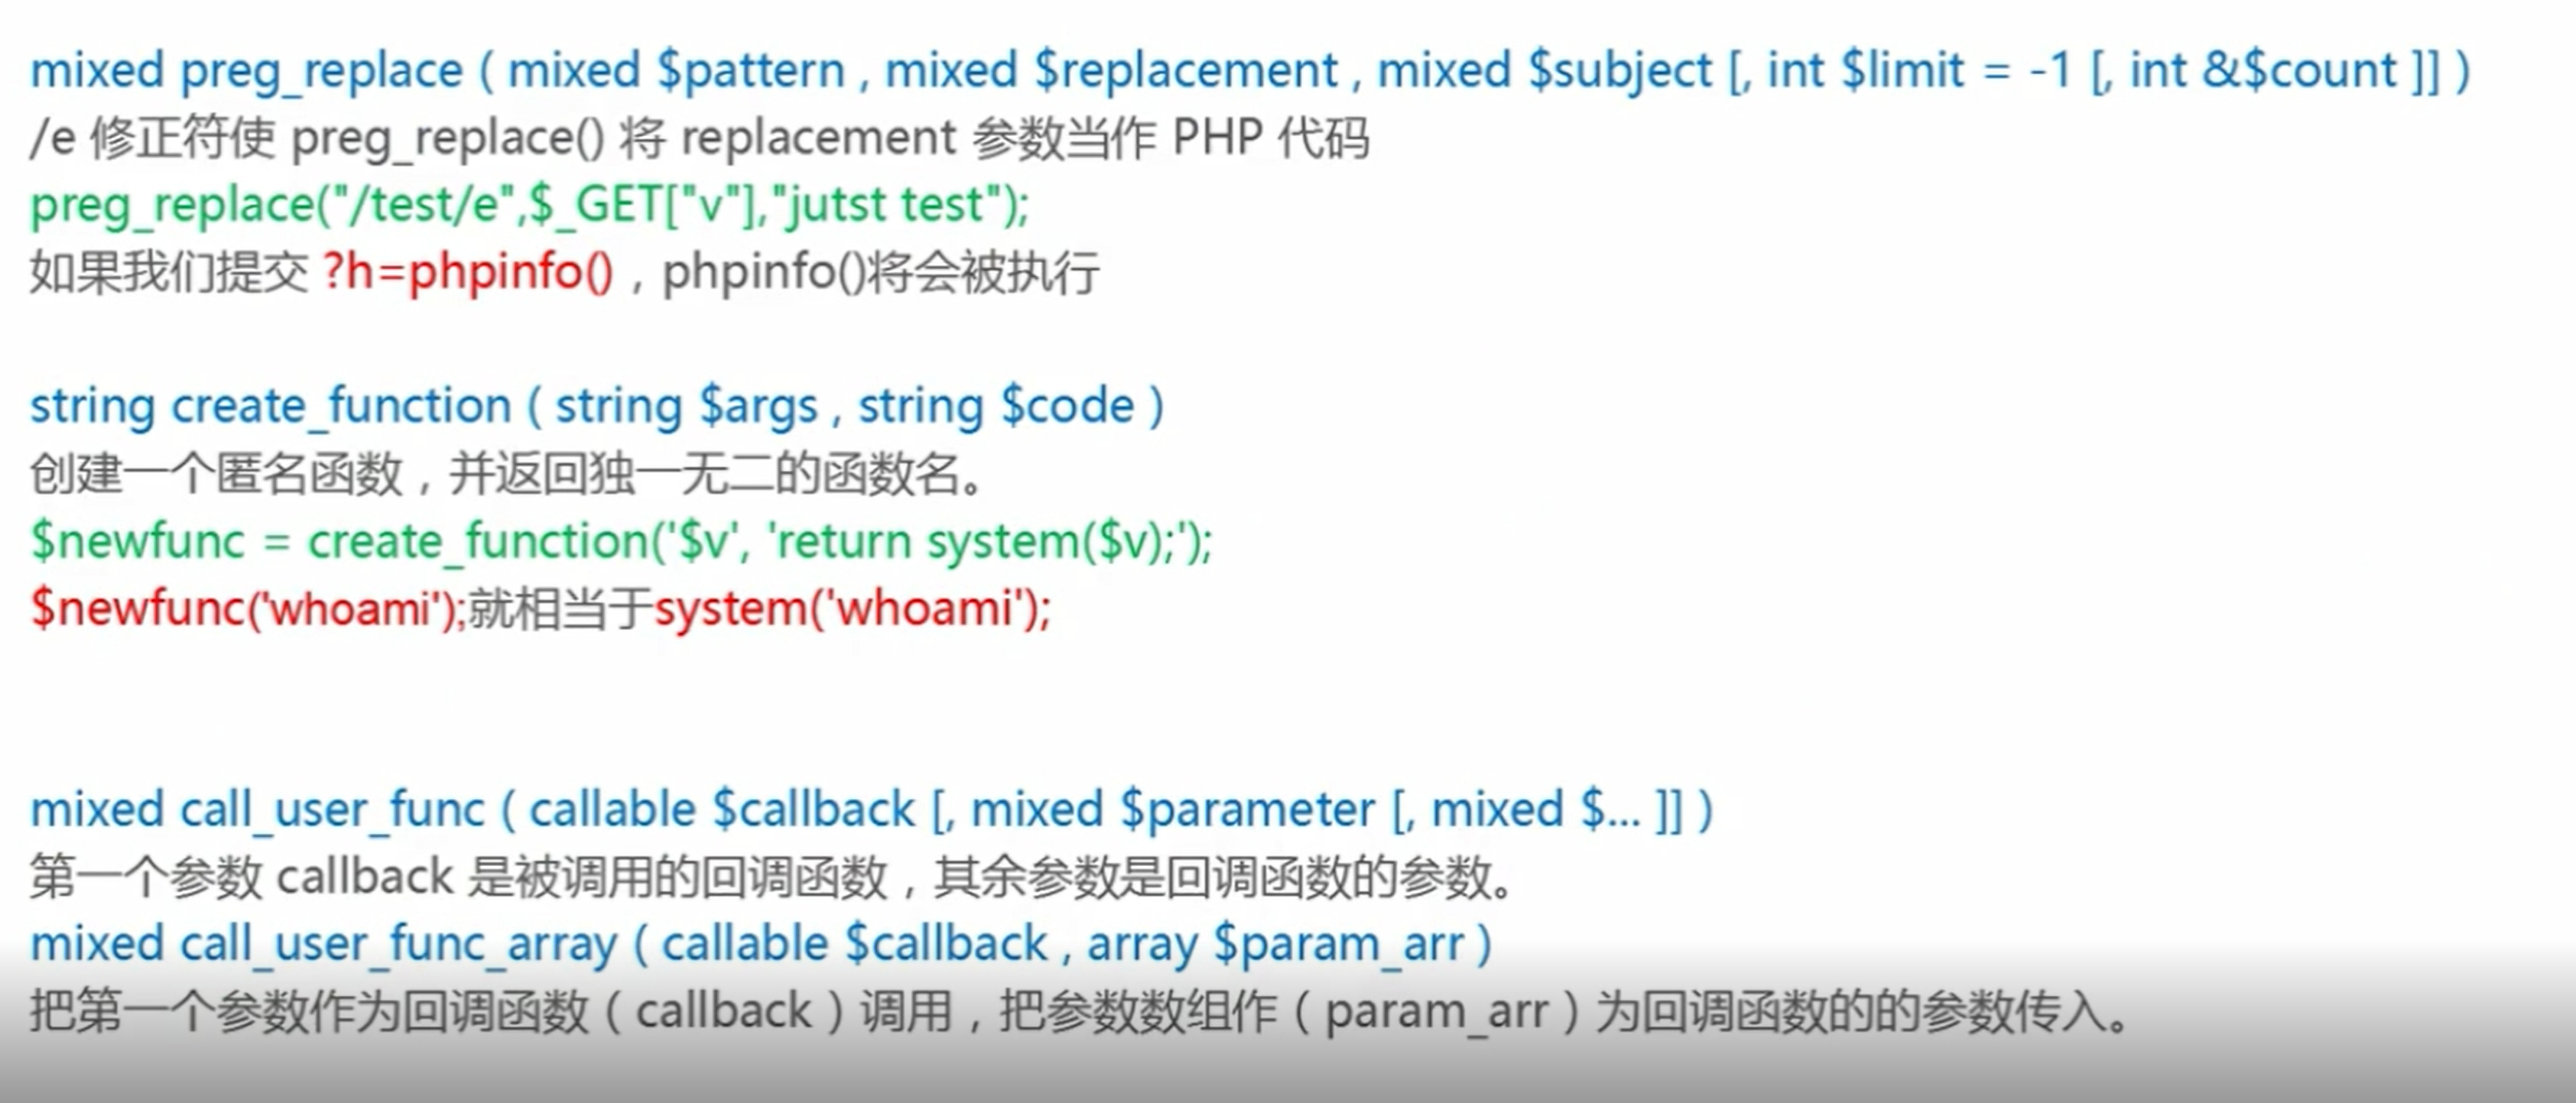 mixed preg_replace ( mixed $pattern , mixed $replacement , mixed $subject [, int $limit = -1 [, int &$count ]] )
/e 修正符使 preg_replace() 将 replacement 参数当作 PHP 代码
preg_replace("/test/e",$_GET["v"],"jutst test");
如果我们提交 ?h=phpinfo()，phpinfo()将会被执行
string create_function ( string $args , string $code )
创建一个匿名函数，并返回独一无二的函数名。
$newfunc = create_function('$v', 'return system($v);');
$newfunc('whoami');就相当于system('whoami');
mixed call_user_func ( callable $callback [, mixed $parameter [, mixed $... ]] )
第一个参数 callback 是被调用的回调函数，其余参数是回调函数的参数。
mixed call_user_func_array ( callable $callback , array $param_arr )
把第一个参数作为回调函数（callback）调用，把参数数组作（param_arr）为回调函数的的参数传入。